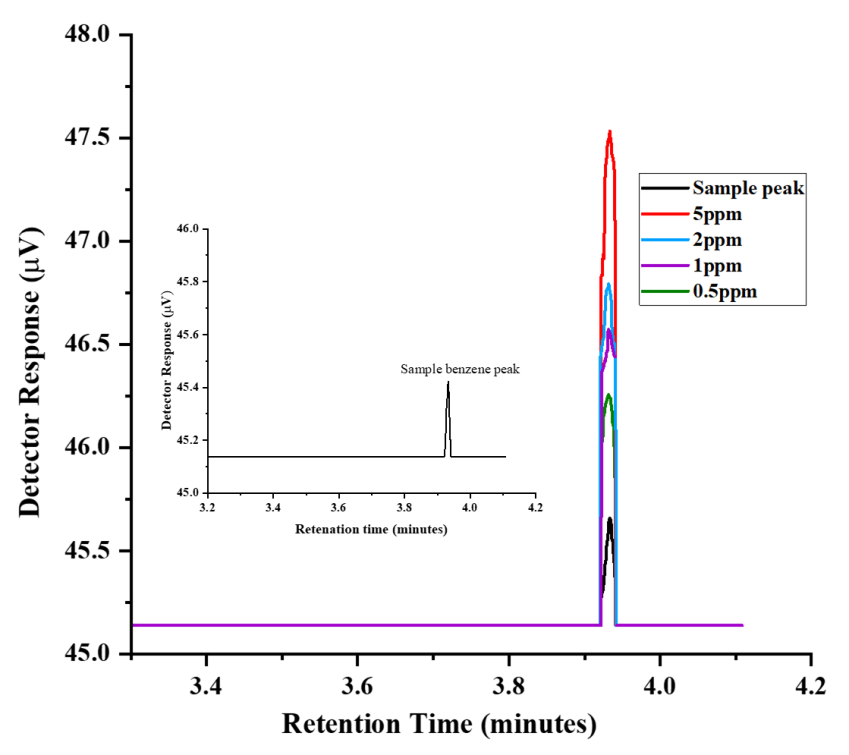 48.0
47.5
47.0
46.5
46.0
45.5
45.0
Detector Response (μV)
3.4
3.6
3.8
4.0
4.2
Retention Time (minutes)
Sample peak
5ppm
2ppm
1ppm
0.5ppm
46.0
45.8
45.6
45.4
45.2
45.0
Detector Response (μV)
Sample benzene peak
3.2
3.4
3.6
3.8
4.0
4.2
Retenation time (minutes)